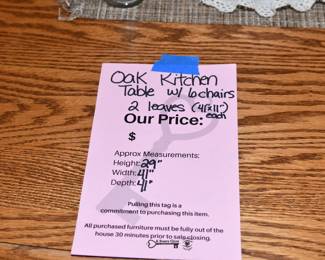 Oak Kitchen
Table w/ 6 chairs
2 leaves (41"x11")
each
Our Price:
$
Approx Measurements:
Height: 29"
Width: 41"
Depth: 41"
Pulling this tag is a
commitment to purchasing this item.
All purchased furniture must be fully out of the
house 30 minutes prior to sale closing.